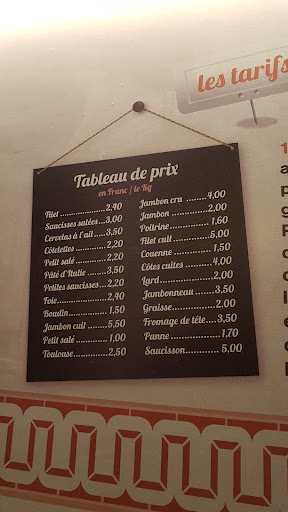 les tarifs
Tableau de prix
en Franc / le Kg
Filet ..................2,40
Saucisses salées...3,00
Cervelas à l'ail.....3,50
Côtelettes ............2,20
Petit salé ............2,20
Pâté d'Italie .........3,50
Petites saucisses..2,20
Foie....................2,40
Boudin ................1,50
Jambon cuit .........5,50
Petit salé .............1,00
Toulouse..............2,50
Jambon cru ........4,00
Jambon ..............2,00
Poitrine .............. 1,60
Filet cuit..............5,00
Couenne ..............1,50
Côtes cuites .........4,00
Lard....................2,00
Jambonneau .......3,50
Graisse...............2,00
Fromage de tête....3,50
Panne .................1,70
Saucisson............5,00